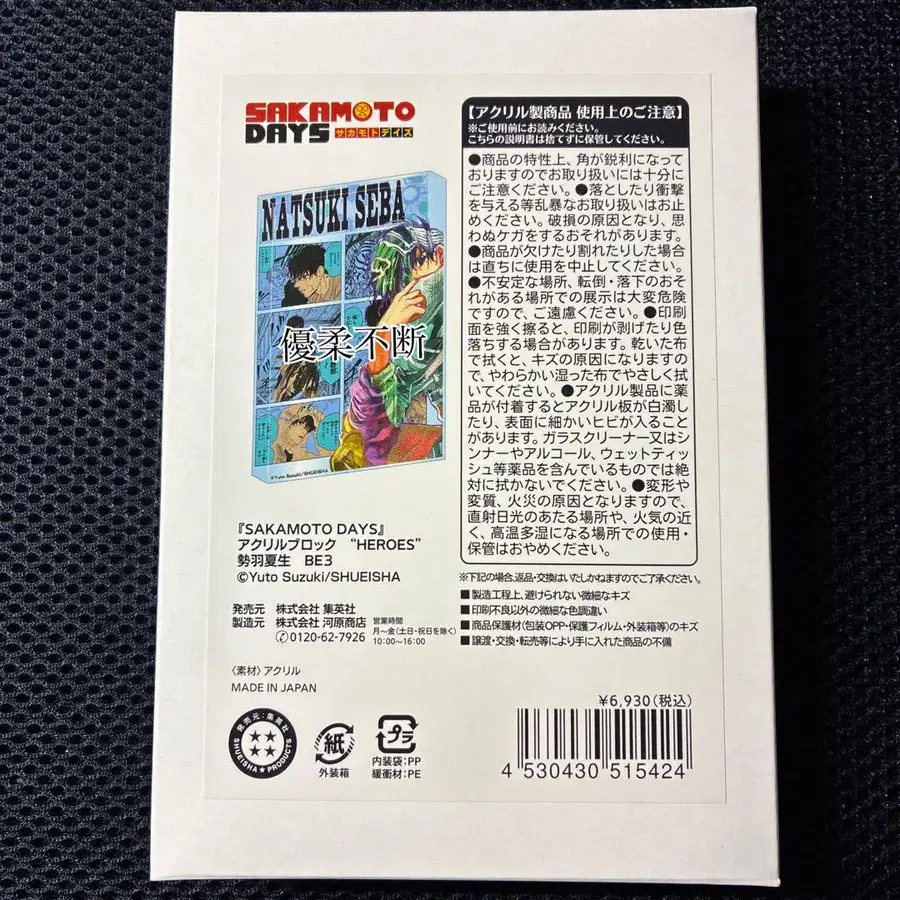 SAKAMOTO
DAYS サカモトデイズ
NATSUKI SEBA
優柔不断
©Yuto Suzuki/SHUEISHA
『SAKAMOTO DAYS』
アクリルブロック “HEROES”
勢羽夏生 BE3
©Yuto Suzuki/SHUEISHA
発売元 株式会社 集英社
製造元 株式会社 河原商店
0120-62-7926
営業時間
月〜金(土日・祝日を除く)
10:00〜16:00
〈素材〉アクリル
MADE IN JAPAN
発売元:集英社
SHUEISHA★PRODUCTS
紙
外装箱
プラ
内装袋:PP
緩衝材:PE
【アクリル製商品 使用上のご注意】
※ご使用前にお読みください。
こちらの説明書は捨てずに保管してください。
●商品の特性上、角が鋭利になって
おりますのでお取り扱いには十分に
ご注意ください。●落としたり衝撃
を与える等乱暴なお取り扱いはお止
めください。破損の原因となり、思
わぬケガをするおそれがあります。
●商品が欠けたり割れたりした場合
は直ちに使用を中止してください。
●不安定な場所、転倒・落下のおそ
れがある場所での展示は大変危険
ですので、ご遠慮ください。●印刷
面を強く擦ると、印刷が剥げたり色
落ちする場合があります。乾いた布
で拭くと、キズの原因になりますの
で、やわらかい湿った布でやさしく拭
いてください。●アクリル製品に薬
品が付着するとアクリル板が白濁し
たり、表面に細かいヒビが入ること
があります。ガラスクリーナー又はシ
ンナーやアルコール、ウェットティッ
シュ等薬品を含んでいるものでは絶
対に拭かないでください。●変形や
変質、火災の原因となりますので、
直射日光のあたる場所や、火気の近
く、高温多湿になる場所での使用・
保管はおやめください。
※下記の場合、返品・交換はいたしかねますのでご了承ください。
■製造工程上、避けられない微細なキズ
■印刷不良以外の微細な色調違い
■商品保護材(包装OPP・保護フィルム・外装箱等)のキズ
■譲渡・交換・転売等により手に入れた商品の不備
¥6,930(税込)
4 530430 515424